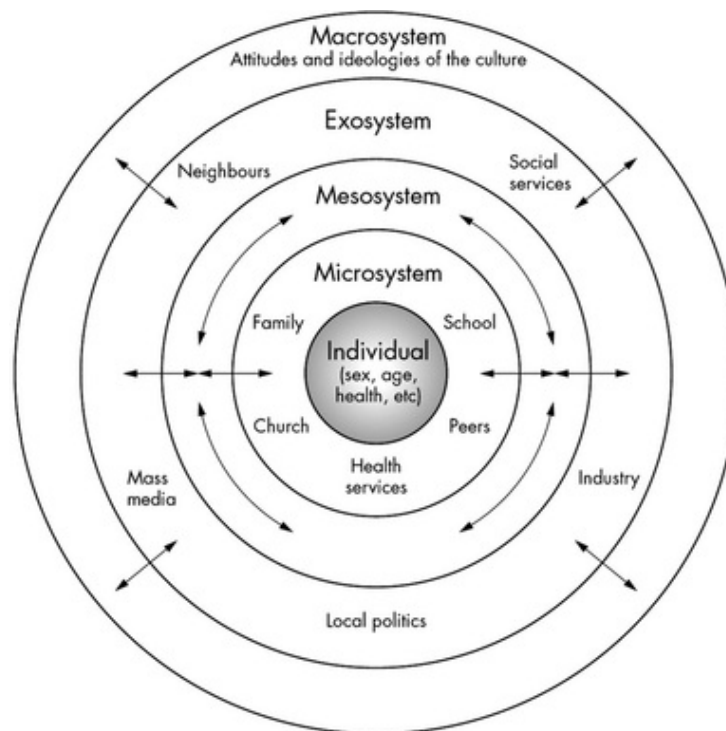 Macrosystem
Attitudes and ideologies of the culture
Exosystem
Neighbours
Social
services
Mesosystem
Microsystem
Family
School
Individual
(sex, age,
health, etc)
Church
Peers
Health
services
Mass
media
Industry
Local politics